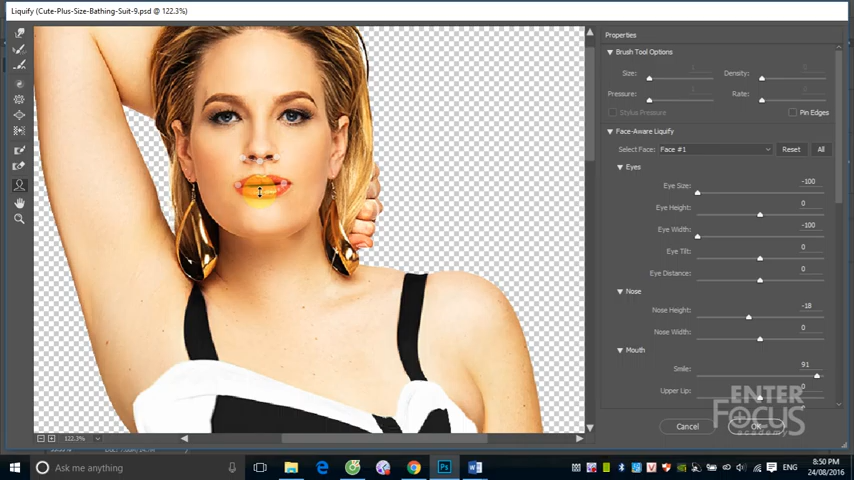 Liquify (Cute-Plus-Size-Bathing-Suit-9.psd @ 122.3%)
Properties
Brush Tool Options
Size:
Density:
Pressure:
Rate:
Stylus Pressure
Pin Edges
Face-Aware Liquify
Select Face: Face #1
Reset
All
Eyes
Eye Size: -100
Eye Height: 0
Eye Width: -100
Eye Tilt: 0
Eye Distance: 0
Nose
Nose Height: -18
Nose Width: 0
Mouth
Smile: 91
Upper Lip: 0
ENTER
FOCUS
academy
Cancel
OK
122.3%
Ask me anything
ENG
8:50 PM
24/08/2016